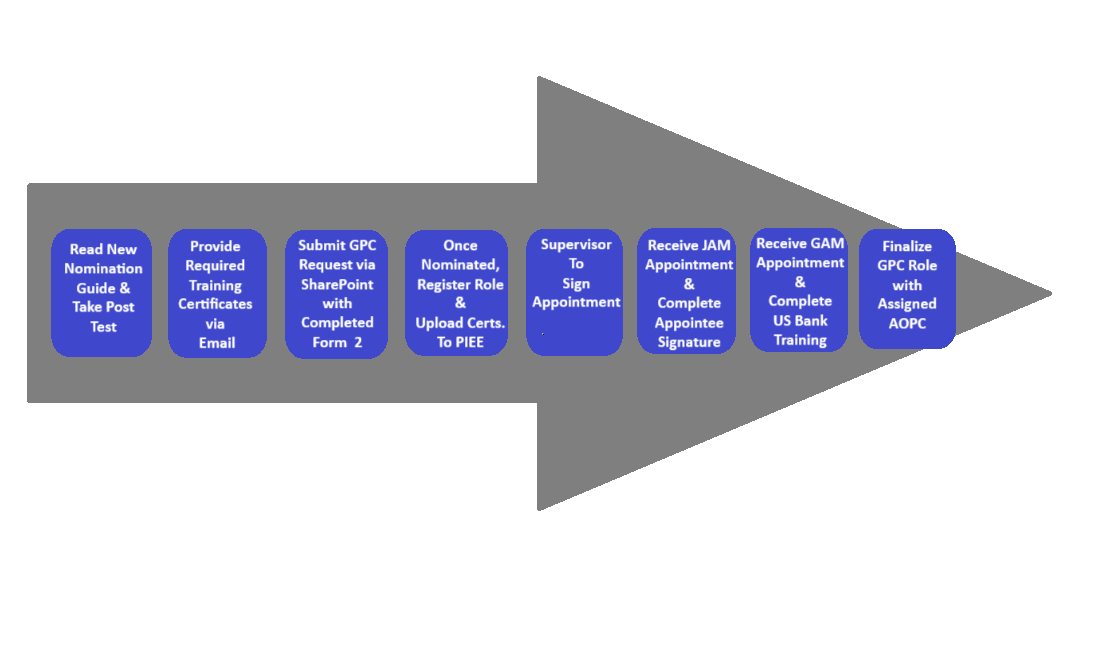 Read New
Nomination
Guide &
Take Post
Test
Provide
Required
Training
Certificates
via
Email
Submit GPC
Request via
SharePoint
with
Completed
Form 2
Once
Nominated,
Register Role
&
Upload Certs.
To PIEE
Supervisor
To
Sign
Appointment
Receive JAM
Appointment
&
Complete
Appointee
Signature
Receive GAM
Appointment
&
Complete
US Bank
Training
Finalize
GPC Role
with
Assigned
AOPC